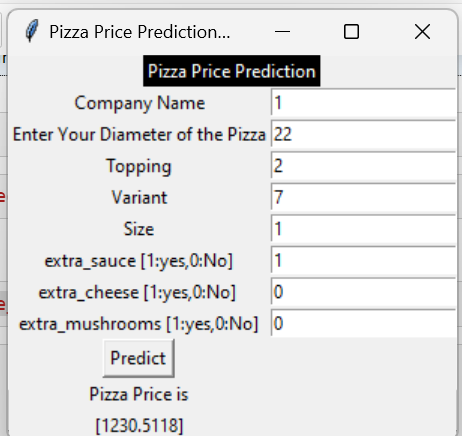 Pizza Price Prediction...
Pizza Price Prediction
Company Name 1
Enter Your Diameter of the Pizza 22
Topping 2
Variant 7
Size 1
extra_sauce [1:yes,0:No] 1
extra_cheese [1:yes,0:No] 0
extra_mushrooms [1:yes,0:No] 0
Predict
Pizza Price is
[1230.5118]